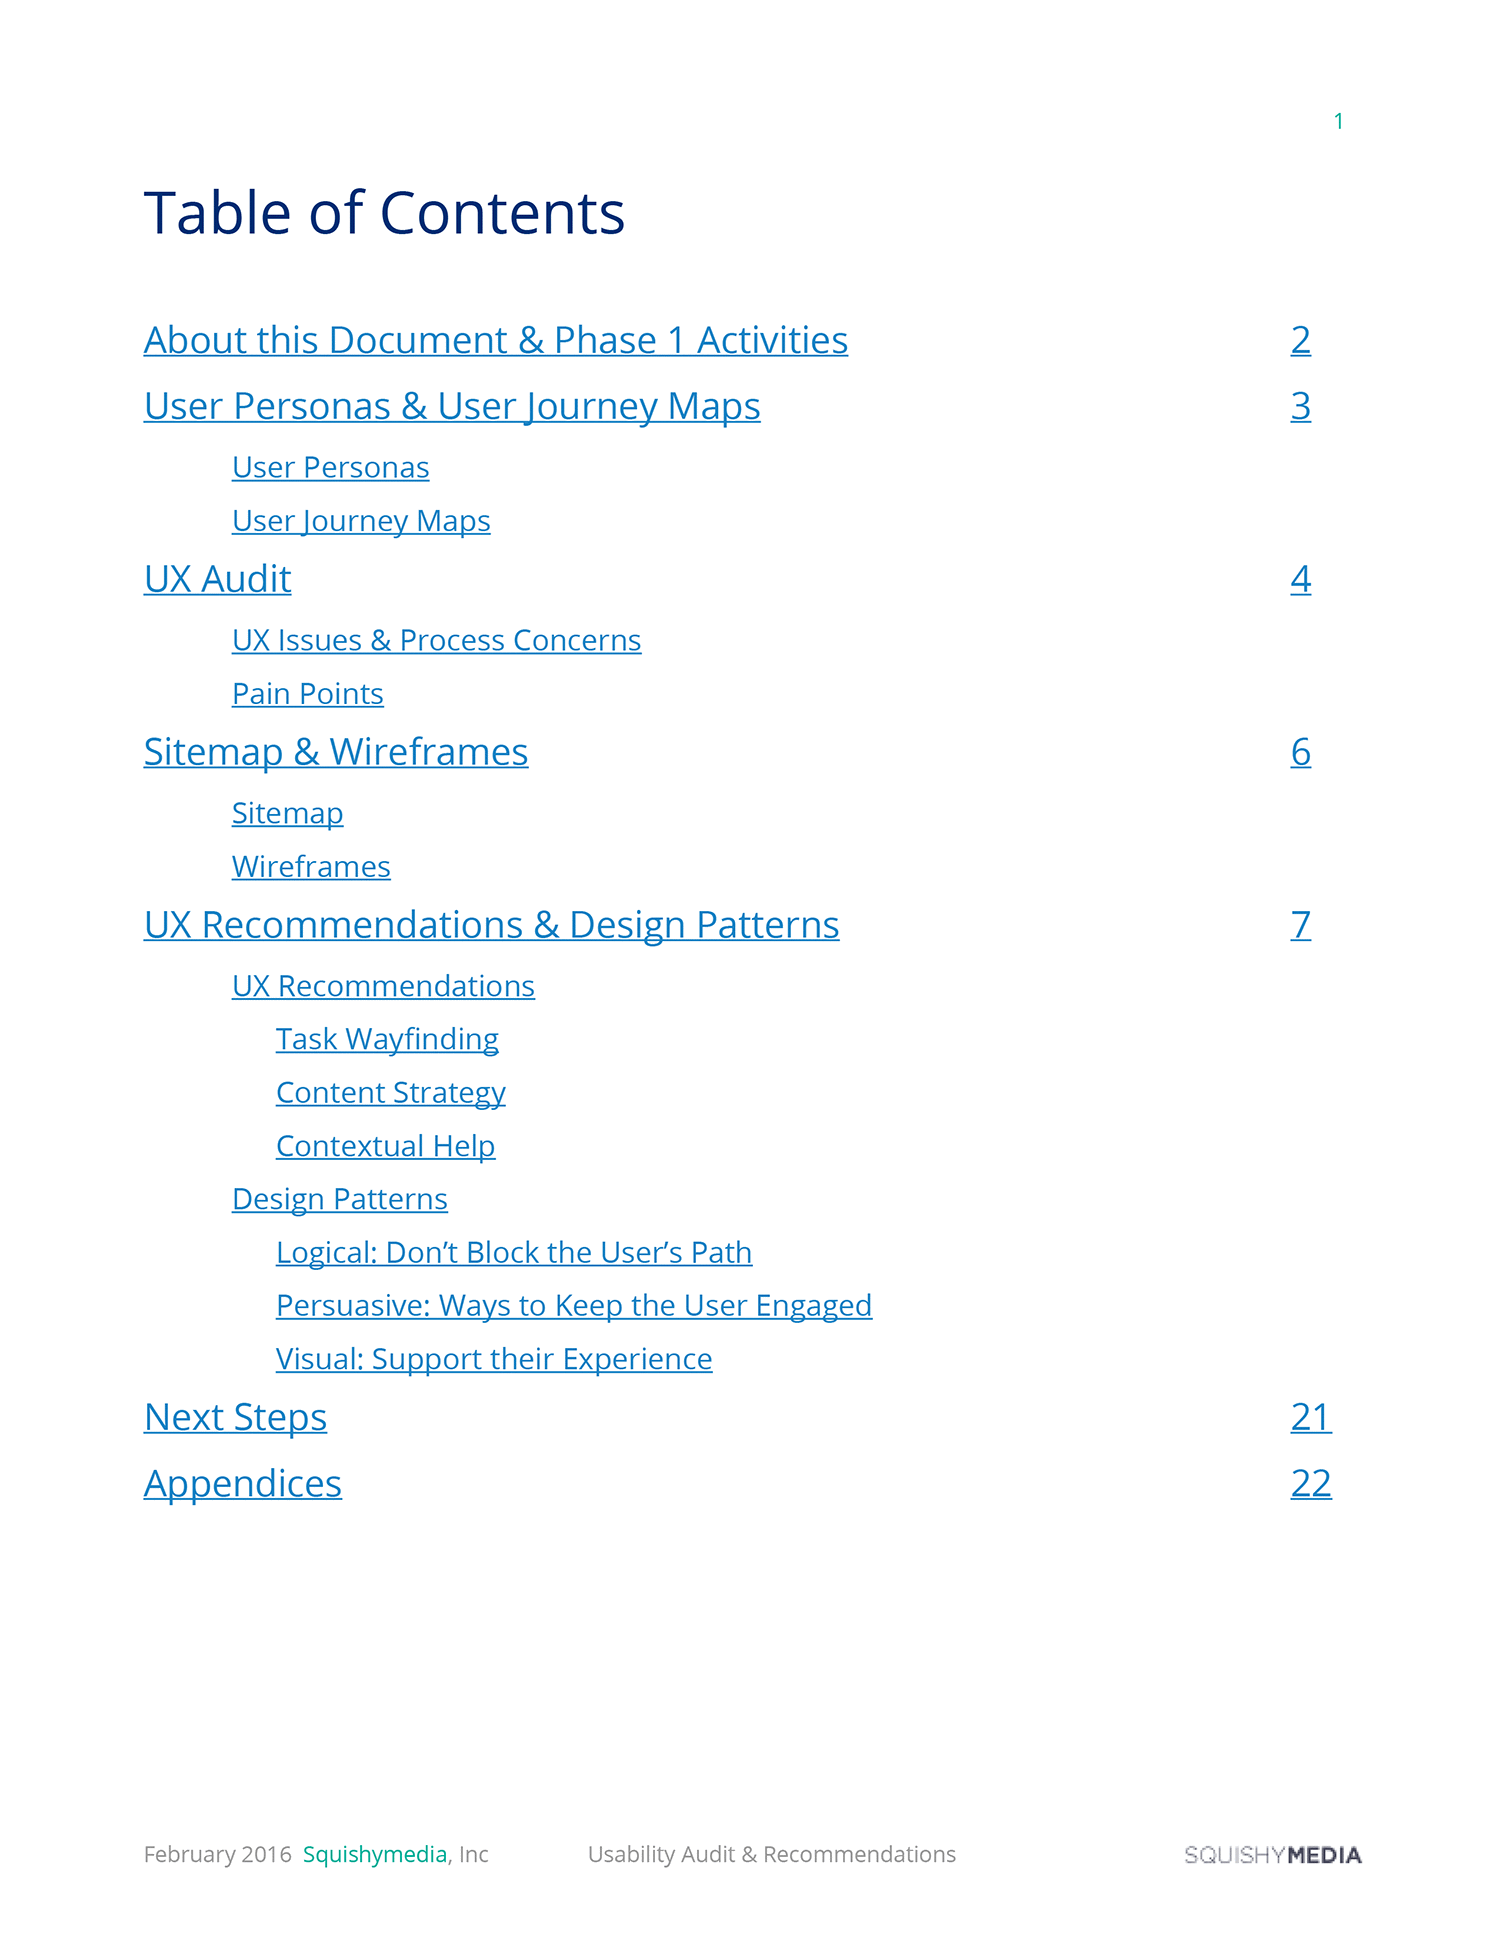 1
Table of Contents
About this Document & Phase 1 Activities 2
User Personas & User Journey Maps 3
User Personas
User Journey Maps
UX Audit 4
UX Issues & Process Concerns
Pain Points
Sitemap & Wireframes 6
Sitemap
Wireframes
UX Recommendations & Design Patterns 7
UX Recommendations
Task Wayfinding
Content Strategy
Contextual Help
Design Patterns
Logical: Don’t Block the User’s Path
Persuasive: Ways to Keep the User Engaged
Visual: Support their Experience
Next Steps 21
Appendices 22
February 2016 Squishymedia, Inc Usability Audit & Recommendations SQUISHYMEDIA